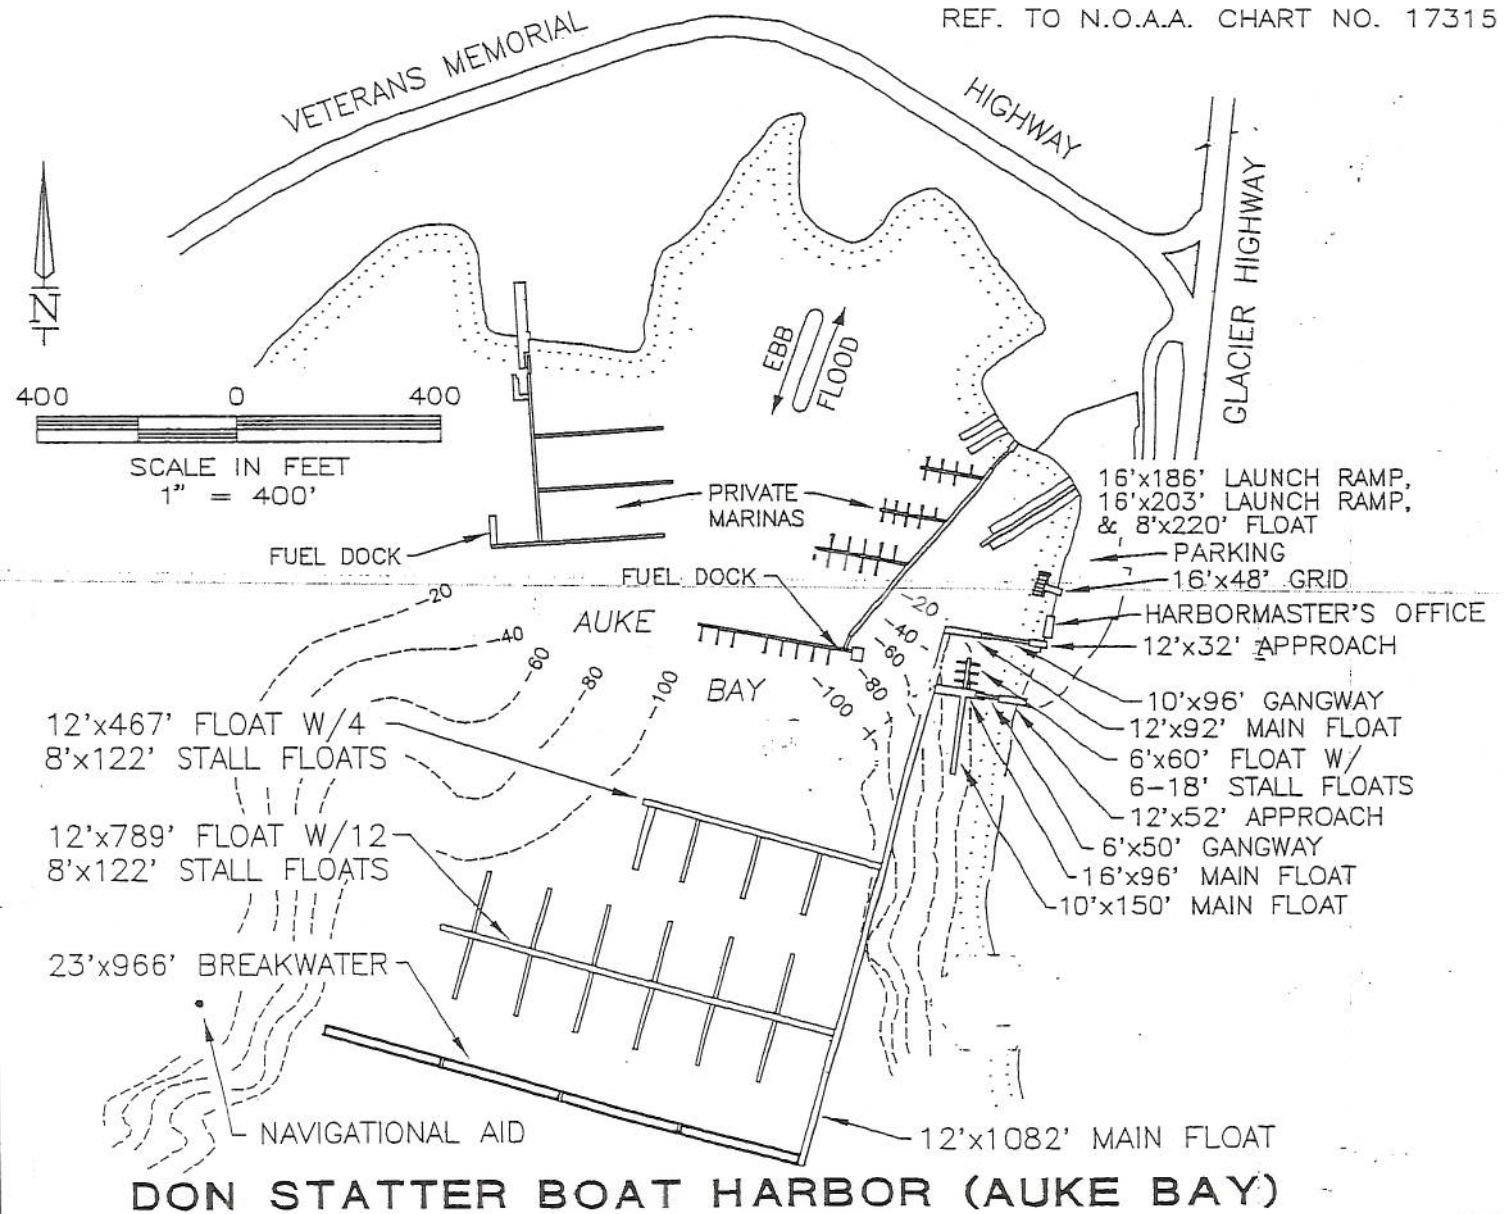 REF. TO N.O.A.A. CHART NO. 17315
VETERANS MEMORIAL
HIGHWAY
GLACIER HIGHWAY
N
EBB
FLOOD
400 0 400
SCALE IN FEET
1" = 400'
PRIVATE
MARINAS
FUEL DOCK
FUEL DOCK
16'x186' LAUNCH RAMP,
16'x203' LAUNCH RAMP,
& 8'x220' FLOAT
PARKING
16'x48' GRID
HARBORMASTER'S OFFICE
12'x32' APPROACH
10'x96' GANGWAY
12'x92' MAIN FLOAT
6'x60' FLOAT W/
6-18' STALL FLOATS
12'x52' APPROACH
6'x50' GANGWAY
16'x96' MAIN FLOAT
10'x150' MAIN FLOAT
AUKE
BAY
-20
-40
-60
-80
-100
-20
-40
-60
-80
-100
12'x467' FLOAT W/4
8'x122' STALL FLOATS
12'x789' FLOAT W/12
8'x122' STALL FLOATS
23'x966' BREAKWATER
NAVIGATIONAL AID
12'x1082' MAIN FLOAT
DON STATTER BOAT HARBOR (AUKE BAY)